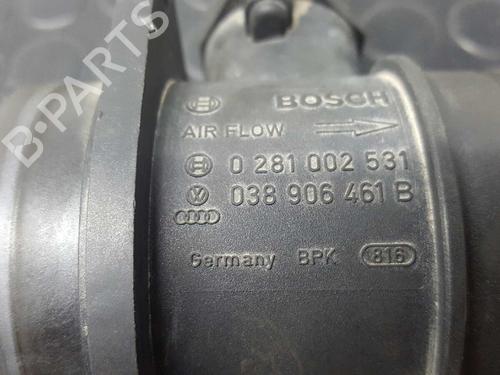 BOSCH
AIR FLOW
0 281 002 531
038 906 461 B
Germany BPK 816
B-PARTS